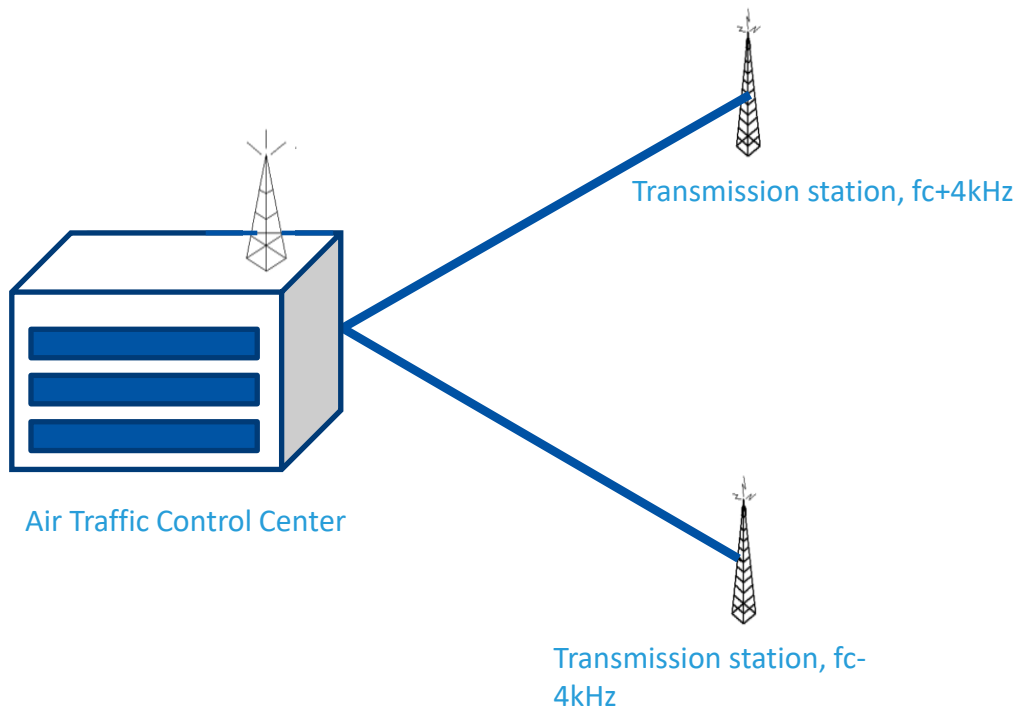 Transmission station, fc+4kHz
Air Traffic Control Center
Transmission station, fc-
4kHz